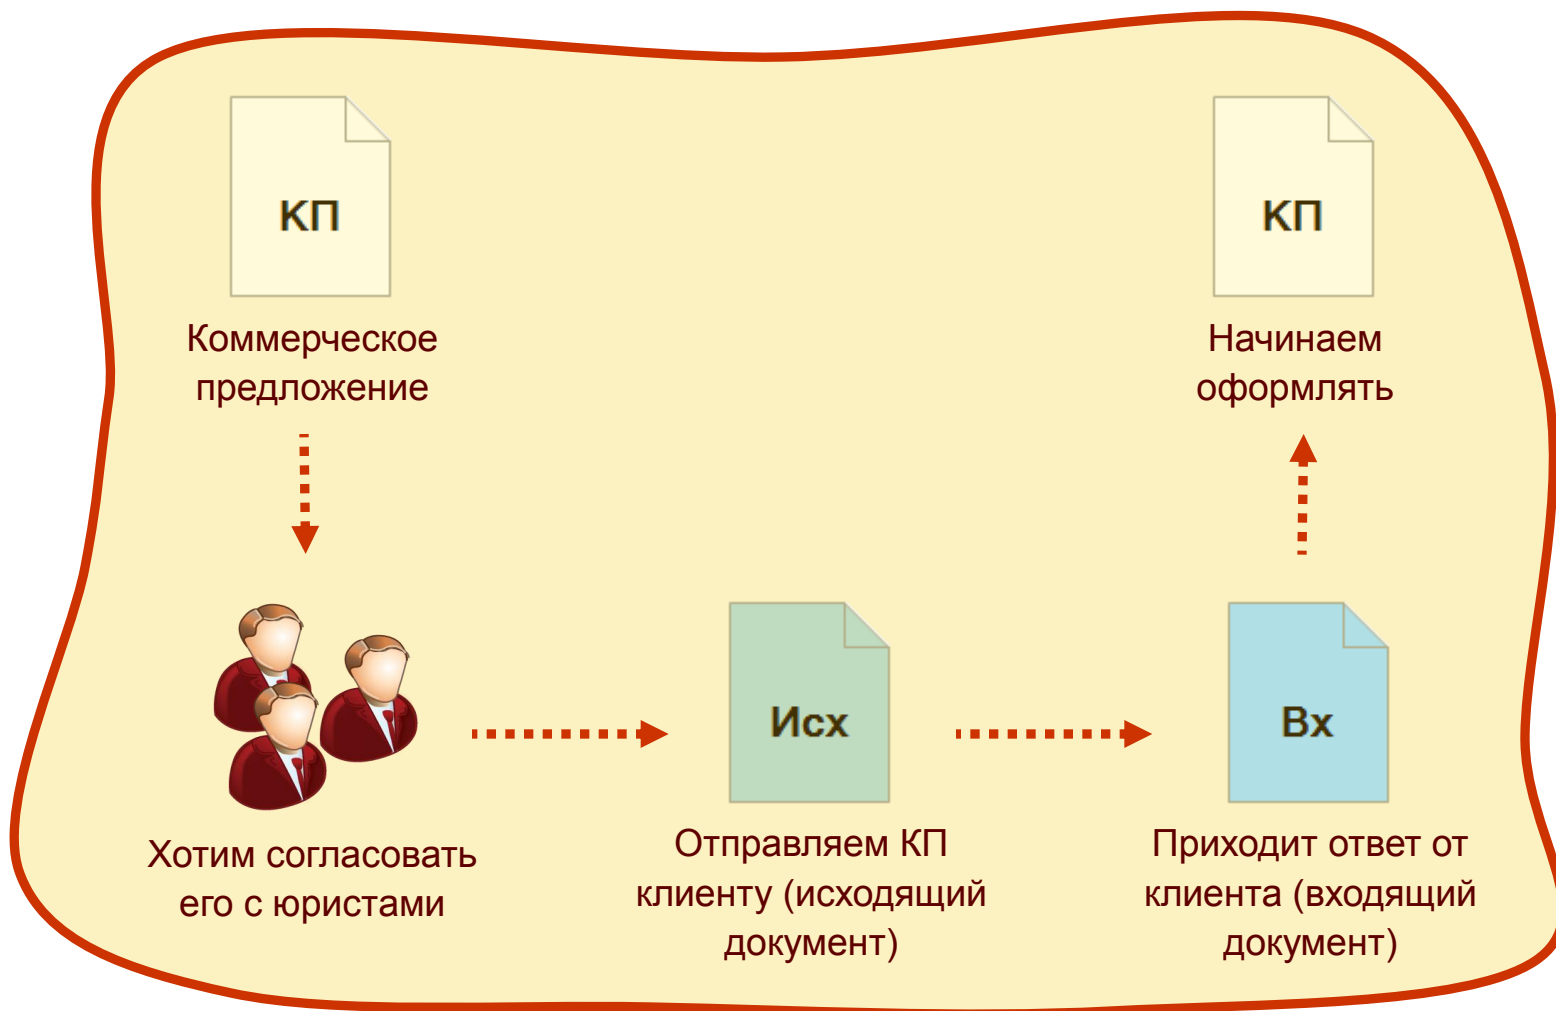 КП
Коммерческое
предложение
КП
Начинаем
оформлять
Хотим согласовать
его с юристами
Исх
Отправляем КП
клиенту (исходящий
документ)
Вх
Приходит ответ от
клиента (входящий
документ)